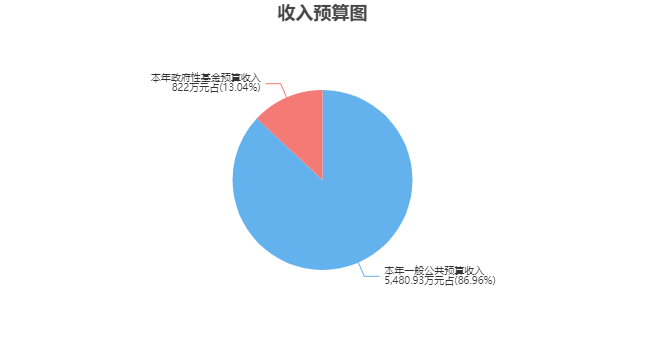 收入预算图
本年政府性基金预算收入
822万元占(13.04%)
本年一般公共预算收入
5,480.93万元占(86.96%)